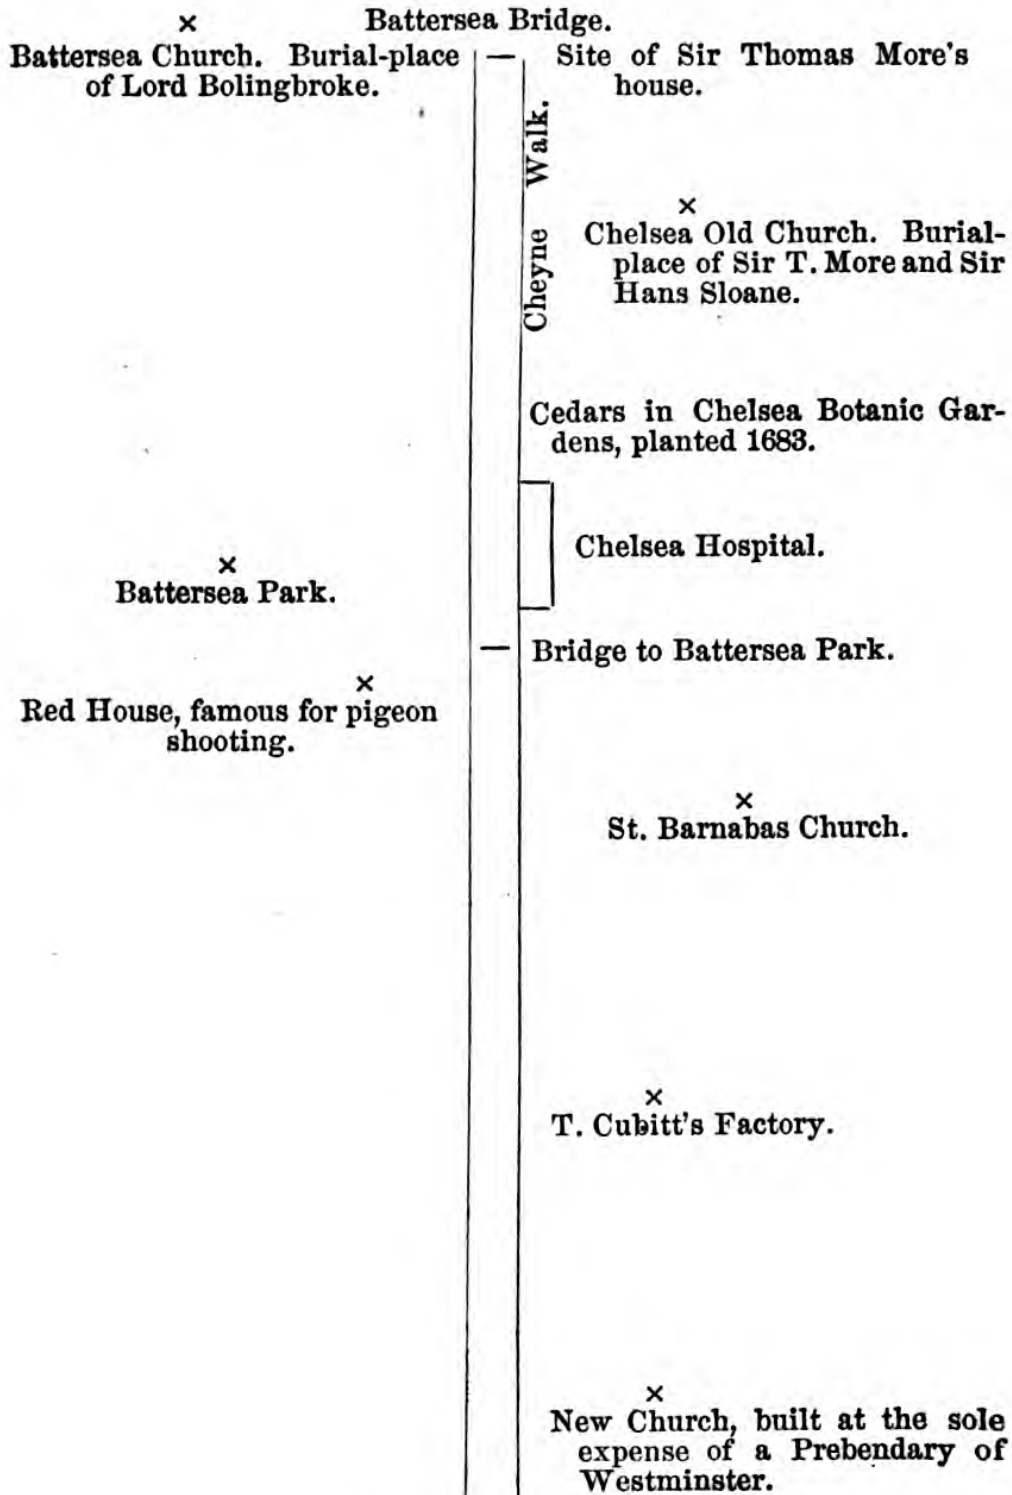 Battersea Bridge.
×
Battersea Church. Burial-place
of Lord Bolingbroke.
Site of Sir Thomas More's
house.
Cheyne Walk.
×
Chelsea Old Church. Burial-
place of Sir T. More and Sir
Hans Sloane.
Cedars in Chelsea Botanic Gar-
dens, planted 1683.
Chelsea Hospital.
×
Battersea Park.
Bridge to Battersea Park.
×
Red House, famous for pigeon
shooting.
×
St. Barnabas Church.
×
T. Cubitt's Factory.
×
New Church, built at the sole
expense of a Prebendary of
Westminster.